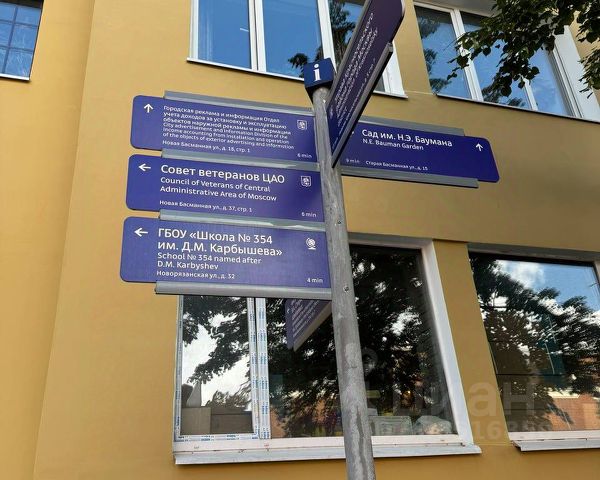 i
Городская реклама и информация Отдел
учета доходов за установку и эксплуатацию
объектов наружной рекламы и информации
City advertisement and information Division of the
Income accounting from installation and operation
of the objects of exterior advertising and information
Новая Басманная ул., д. 16, стр. 1
6 min
Совет ветеранов ЦАО
Council of Veterans of Central
Administrative Area of Moscow
Новая Басманная ул., д. 37, стр. 1
6 min
ГБОУ «Школа № 354
им. Д.М. Карбышева»
School № 354 named after
D.M. Karbyshev
Новорязанская ул., д. 32
4 min
Сад им. Н.Э. Баумана
N.E. Bauman Garden
9 min
Старая Басманная ул., д. 15